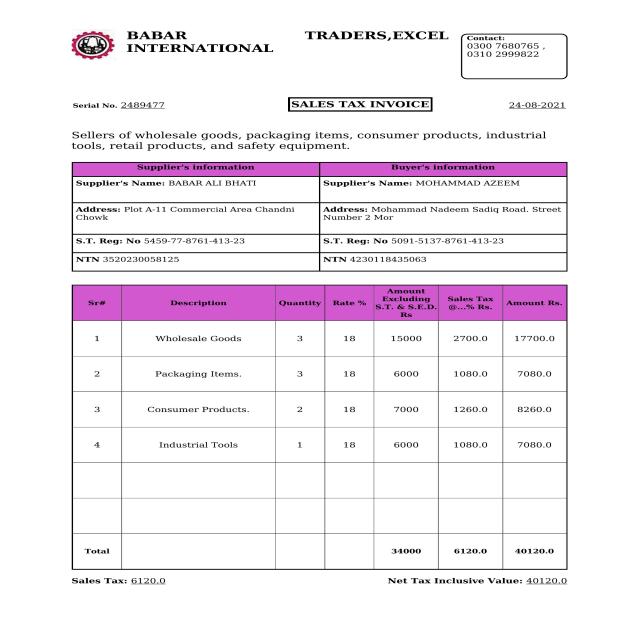 BABAR TRADERS,EXCEL
INTERNATIONAL
Contact:
0300 7680765 ,
0310 2999822
Serial No. 2489477
SALES TAX INVOICE
24-08-2021
Sellers of wholesale goods, packaging items, consumer products, industrial
tools, retail products, and safety equipment.
Supplier's information Buyer's information
Supplier's Name: BABAR ALI BHATI Supplier's Name: MOHAMMAD AZEEM
Address: Plot A-11 Commercial Area Chandni
Chowk
Address: Mohammad Nadeem Sadiq Road. Street
Number 2 Mor
S.T. Reg: No 5459-77-8761-413-23 S.T. Reg: No 5091-5137-8761-413-23
NTN 3520230058125 NTN 4230118435063
Sr# Description Quantity Rate %
Amount
Excluding
S.T. & S.E.D.
Rs
Sales Tax
@...% Rs.
Amount Rs.
1 Wholesale Goods 3 18 15000 2700.0 17700.0
2 Packaging Items. 3 18 6000 1080.0 7080.0
3 Consumer Products. 2 18 7000 1260.0 8260.0
4 Industrial Tools 1 18 6000 1080.0 7080.0
Total 34000 6120.0 40120.0
Sales Tax: 6120.0 Net Tax Inclusive Value: 40120.0